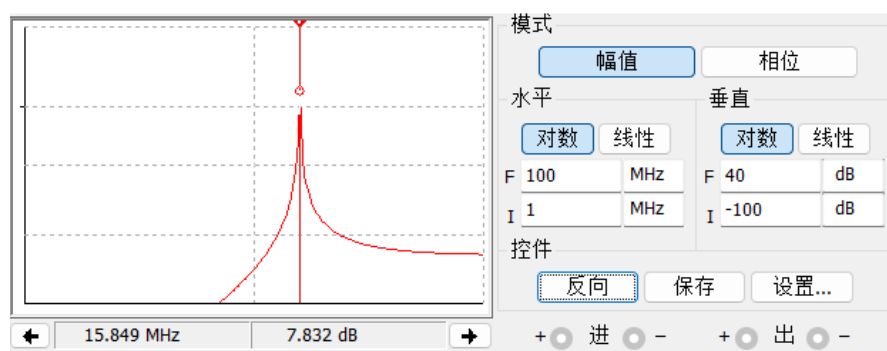 模式
幅值 相位
水平 垂直
对数 线性 对数 线性
F 100 MHz F 40 dB
I 1 MHz I -100 dB
控件
反向 保存 设置...
15.849 MHz 7.832 dB + 进 - + 出 -